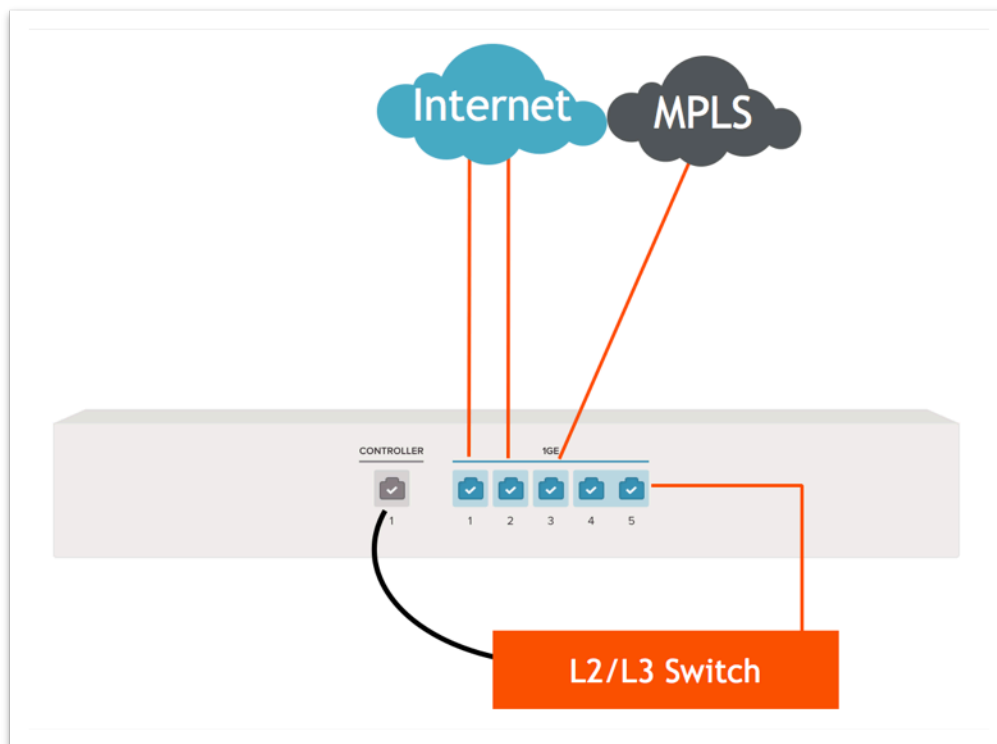 Internet
MPLS
CONTROLLER
1GE
1
1 2 3 4 5
L2/L3 Switch